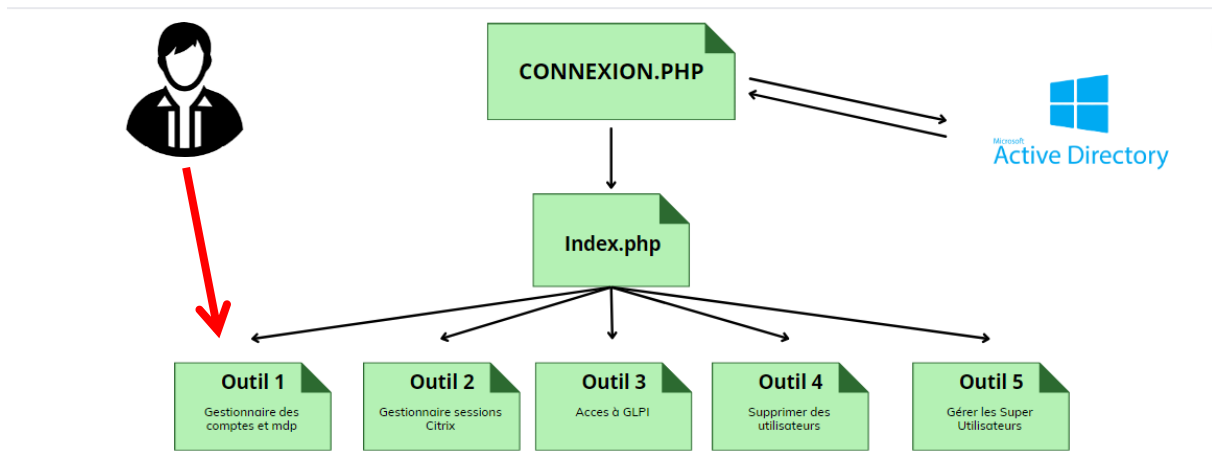 CONNEXION.PHP
Microsoft
Active Directory
Index.php
Outil 1
Gestionnaire des
comptes et mdp
Outil 2
Gestionnaire sessions
Citrix
Outil 3
Acces à GLPI
Outil 4
Supprimer des
utilisateurs
Outil 5
Gérer les Super
Utilisateurs